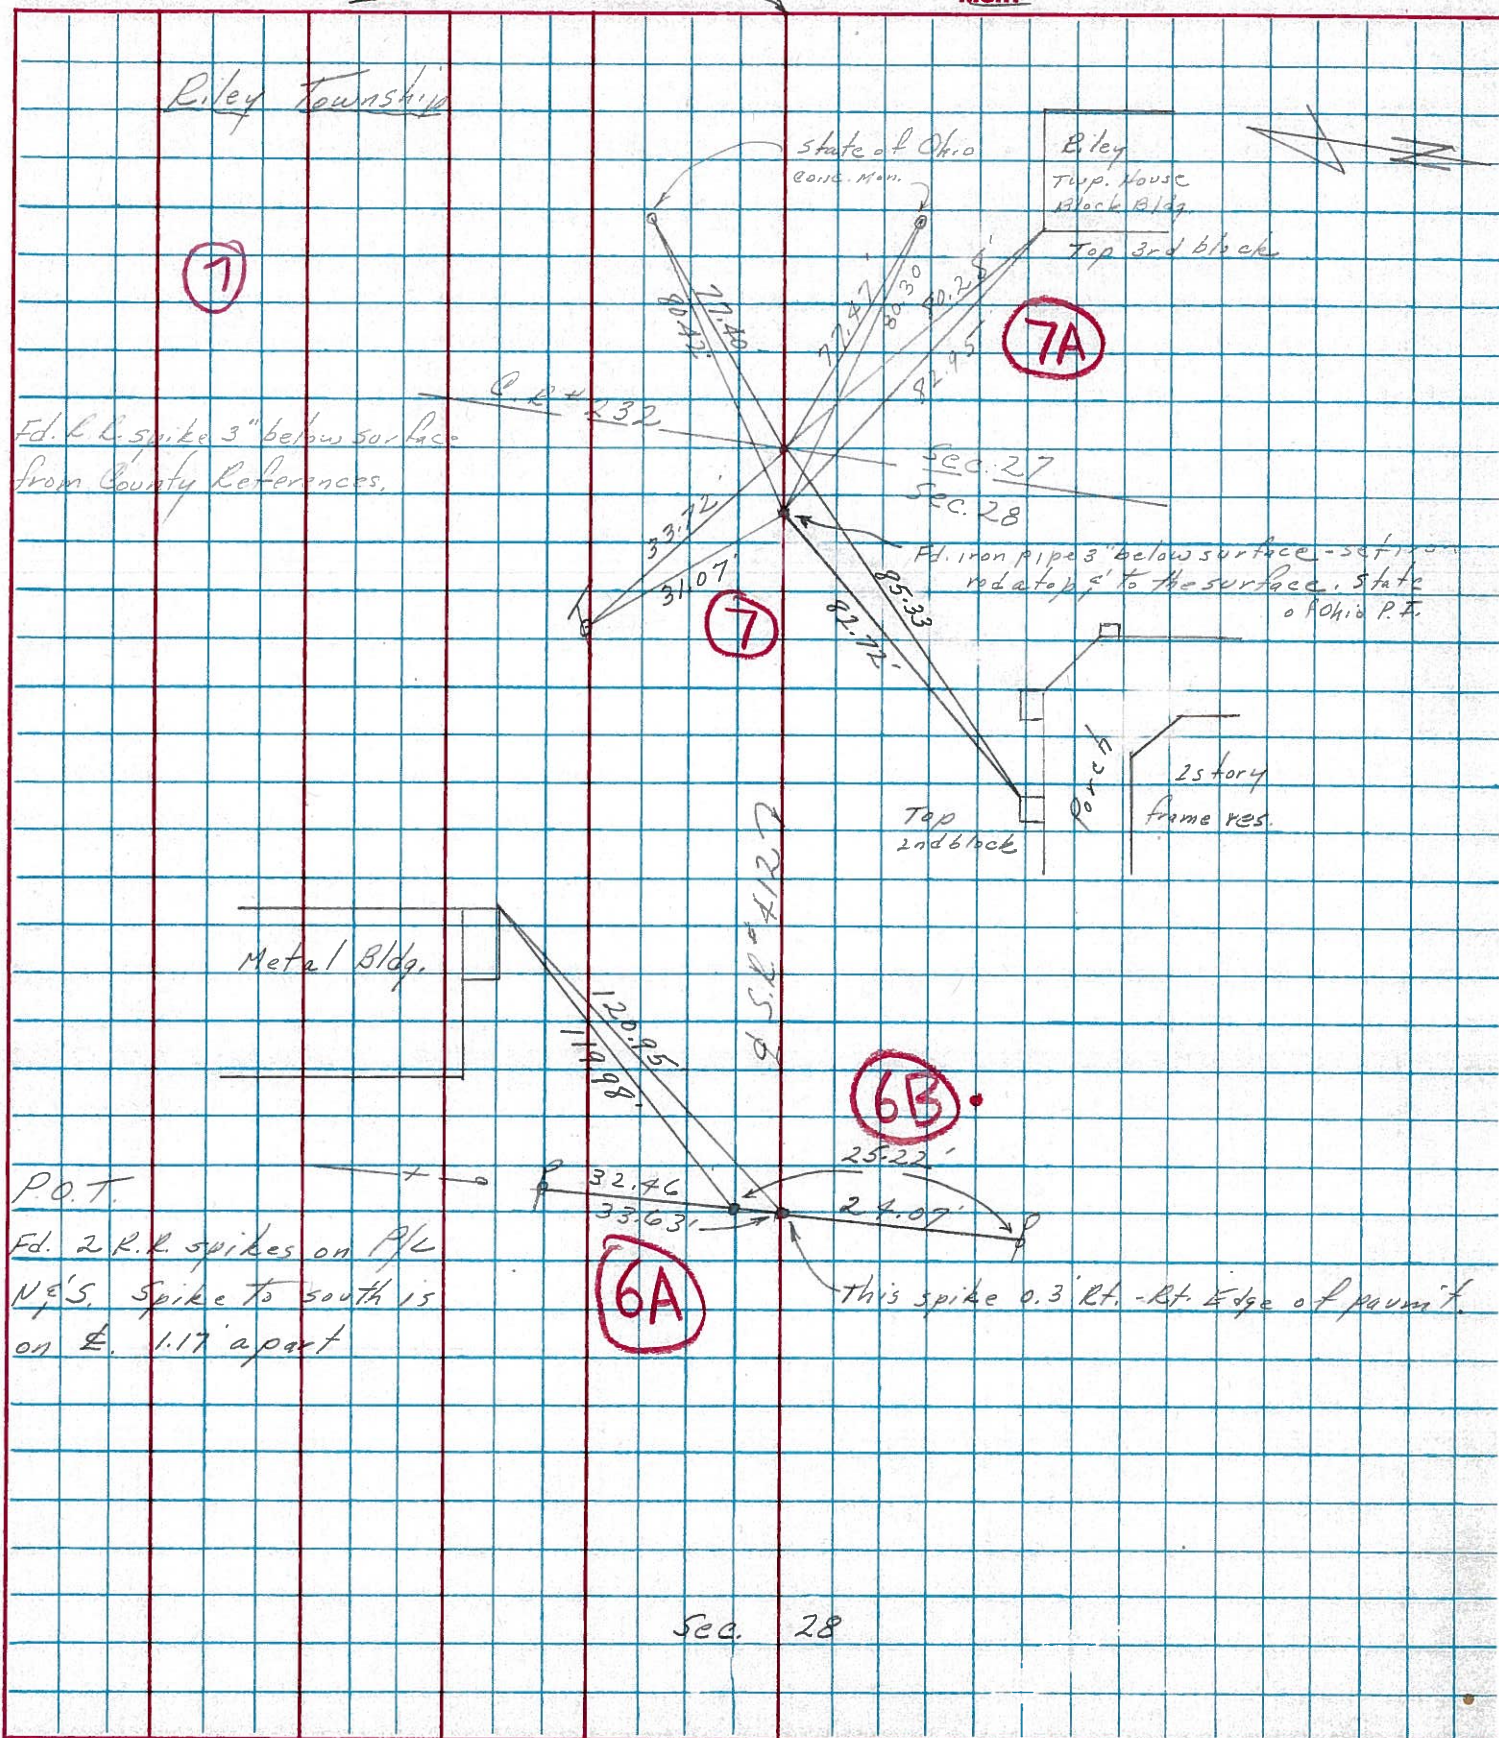 Riley Township
State of Ohio
Conc. Mon.
Riley
Twp. House
Block Bldg.
Top 3rd block
N
7
7A
77.40'
80.42'
77.47'
80.30
80.28'
82.95'
C.R. # 232
Fd. R.R. spike 3" below surface
from County References.
Sec. 27
Sec. 28
33.72'
31.07'
7
85.33
82.72'
Fd. iron pipe 3" below surface - set iron
rod atop & to the surface. State
of Ohio P.I.
Porch
2 story
frame res.
Top
2nd block
℄ S.R. # 412
Metal Bldg.
120.95
119.98'
6B
25.22'
P.O.T.
32.46
33.63'
24.07'
Fd. 2 R.R. spikes on P/L
N & S. Spike to south is
on ℄. 1.17' apart
6A
This spike 0.3' Rt. - Rt. Edge of pavm't.
Sec. 28